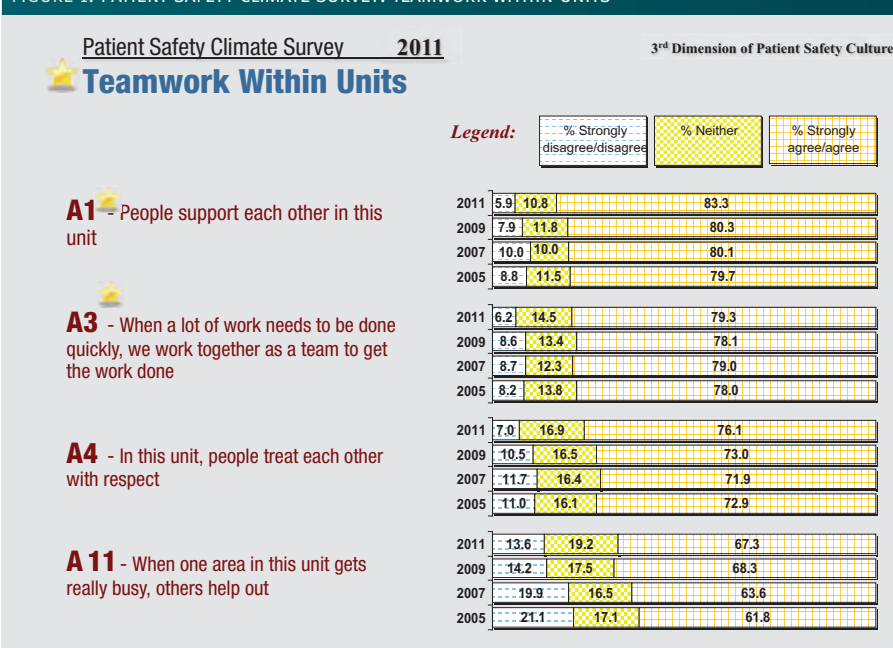 FIGURE 1. PATIENT SAFETY CLIMATE SURVEY: TEAMWORK WITHIN UNITS
Patient Safety Climate Survey 2011
3rd Dimension of Patient Safety Culture
Teamwork Within Units
Legend:
% Strongly
disagree/disagree
% Neither
% Strongly
agree/agree
A1 - People support each other in this
unit
2011 5.9 10.8 83.3
2009 7.9 11.8 80.3
2007 10.0 10.0 80.1
2005 8.8 11.5 79.7
A3 - When a lot of work needs to be done
quickly, we work together as a team to get
the work done
2011 6.2 14.5 79.3
2009 8.6 13.4 78.1
2007 8.7 12.3 79.0
2005 8.2 13.8 78.0
A4 - In this unit, people treat each other
with respect
2011 7.0 16.9 76.1
2009 10.5 16.5 73.0
2007 11.7 16.4 71.9
2005 11.0 16.1 72.9
A 11 - When one area in this unit gets
really busy, others help out
2011 13.6 19.2 67.3
2009 14.2 17.5 68.3
2007 19.9 16.5 63.6
2005 21.1 17.1 61.8